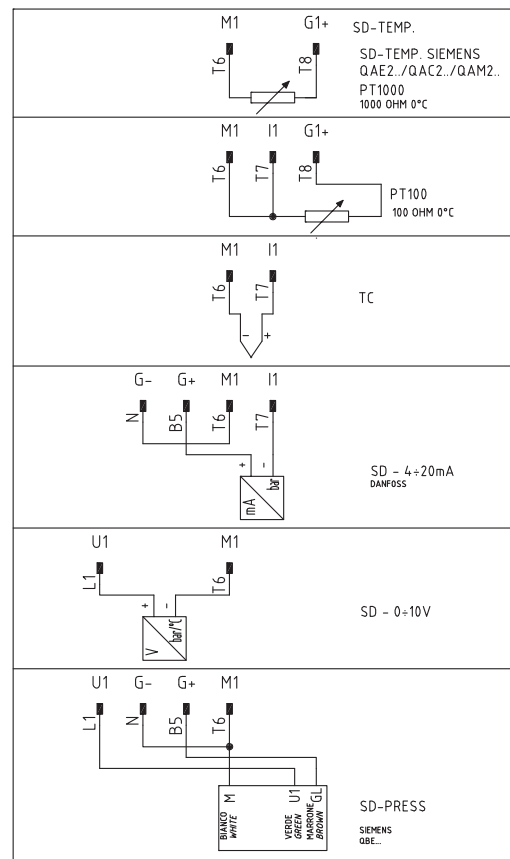 M1 G1+ SD-TEMP.
T6 T8
SD-TEMP. SIEMENS
QAE2../QAC2../QAM2..
PT1000
1000 OHM 0°C
M1 I1 G1+
T6 T7 T8
PT100
100 OHM 0°C
M1 I1
T6 T7
- +
TC
G- G+ M1 I1
N B5 T6 T7
+ -
mA bar
SD - 4÷20mA
DANFOSS
U1 M1
L1 T6
+ -
V bar/°C
SD - 0÷10V
U1 G- G+ M1
L1 N B5 T6
M U1 GL
BIANCO VERDE MARRONE
WHITE GREEN BROWN
SD-PRESS
SIEMENS
QBE...